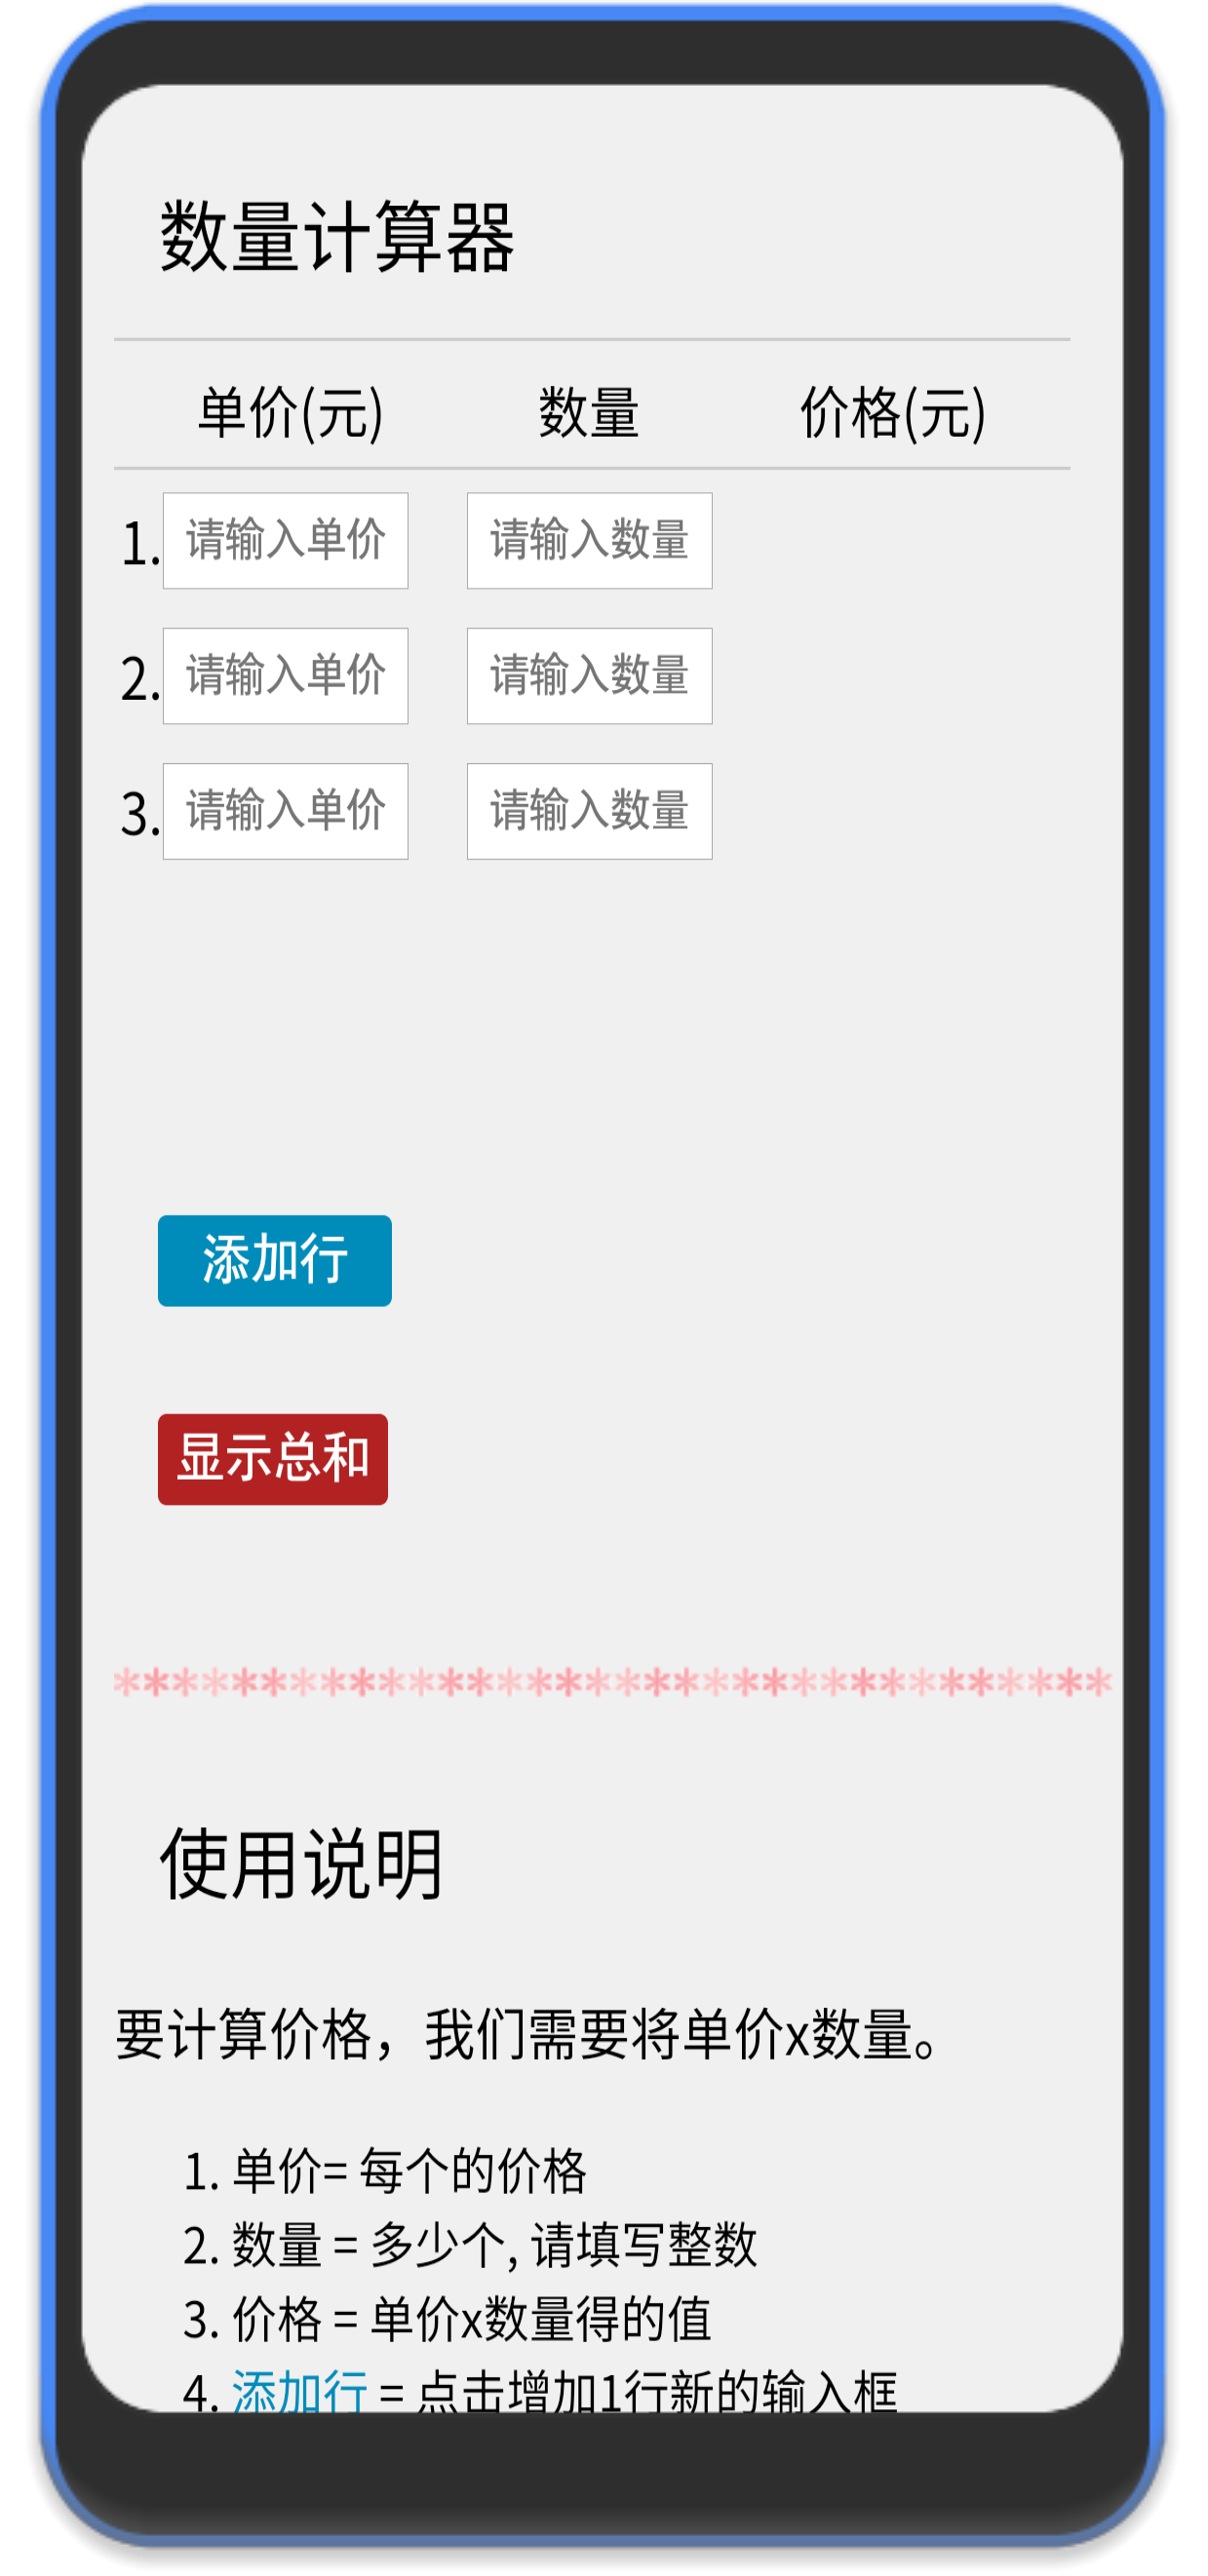 数量计算器
单价(元) 数量 价格(元)
1. 请输入单价 请输入数量
2. 请输入单价 请输入数量
3. 请输入单价 请输入数量
添加行
显示总和
**********************************
使用说明
要计算价格，我们需要将单价x数量。
1. 单价= 每个的价格
2. 数量 = 多少个, 请填写整数
3. 价格 = 单价x数量得的值
4. 添加行 = 点击增加1行新的输入框